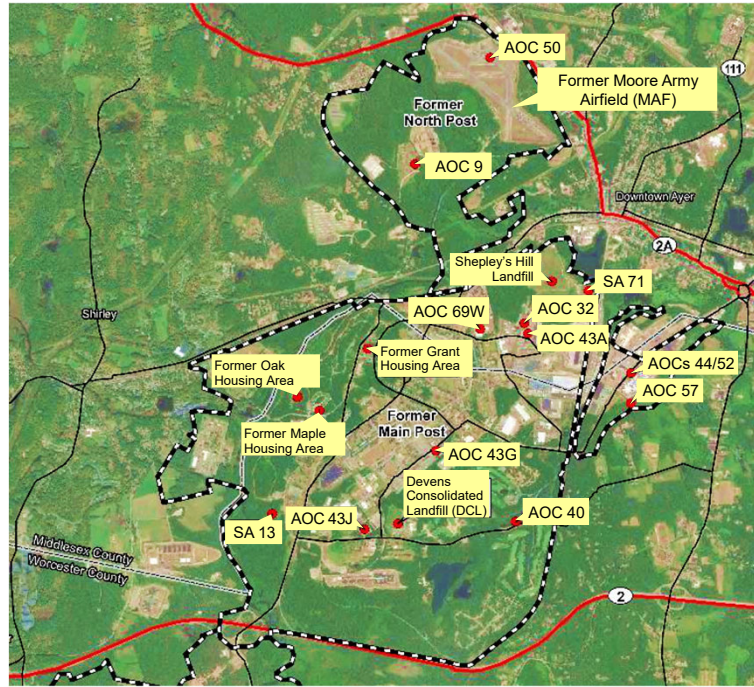 AOC 50
111
Former Moore Army
Airfield (MAF)
Former
North Post
AOC 9
Downtown Ayer
2A
Shepley's Hill
Landfill
SA 71
AOC 69W
AOC 32
AOC 43A
Shirley
Former Grant
Housing Area
AOCs 44/52
Former Oak
Housing Area
AOC 57
Former Maple
Housing Area
Former
Main Post
AOC 43G
Devens
Consolidated
Landfill (DCL)
AOC 40
SA 13
AOC 43J
Middlesex County
Worcester County
2